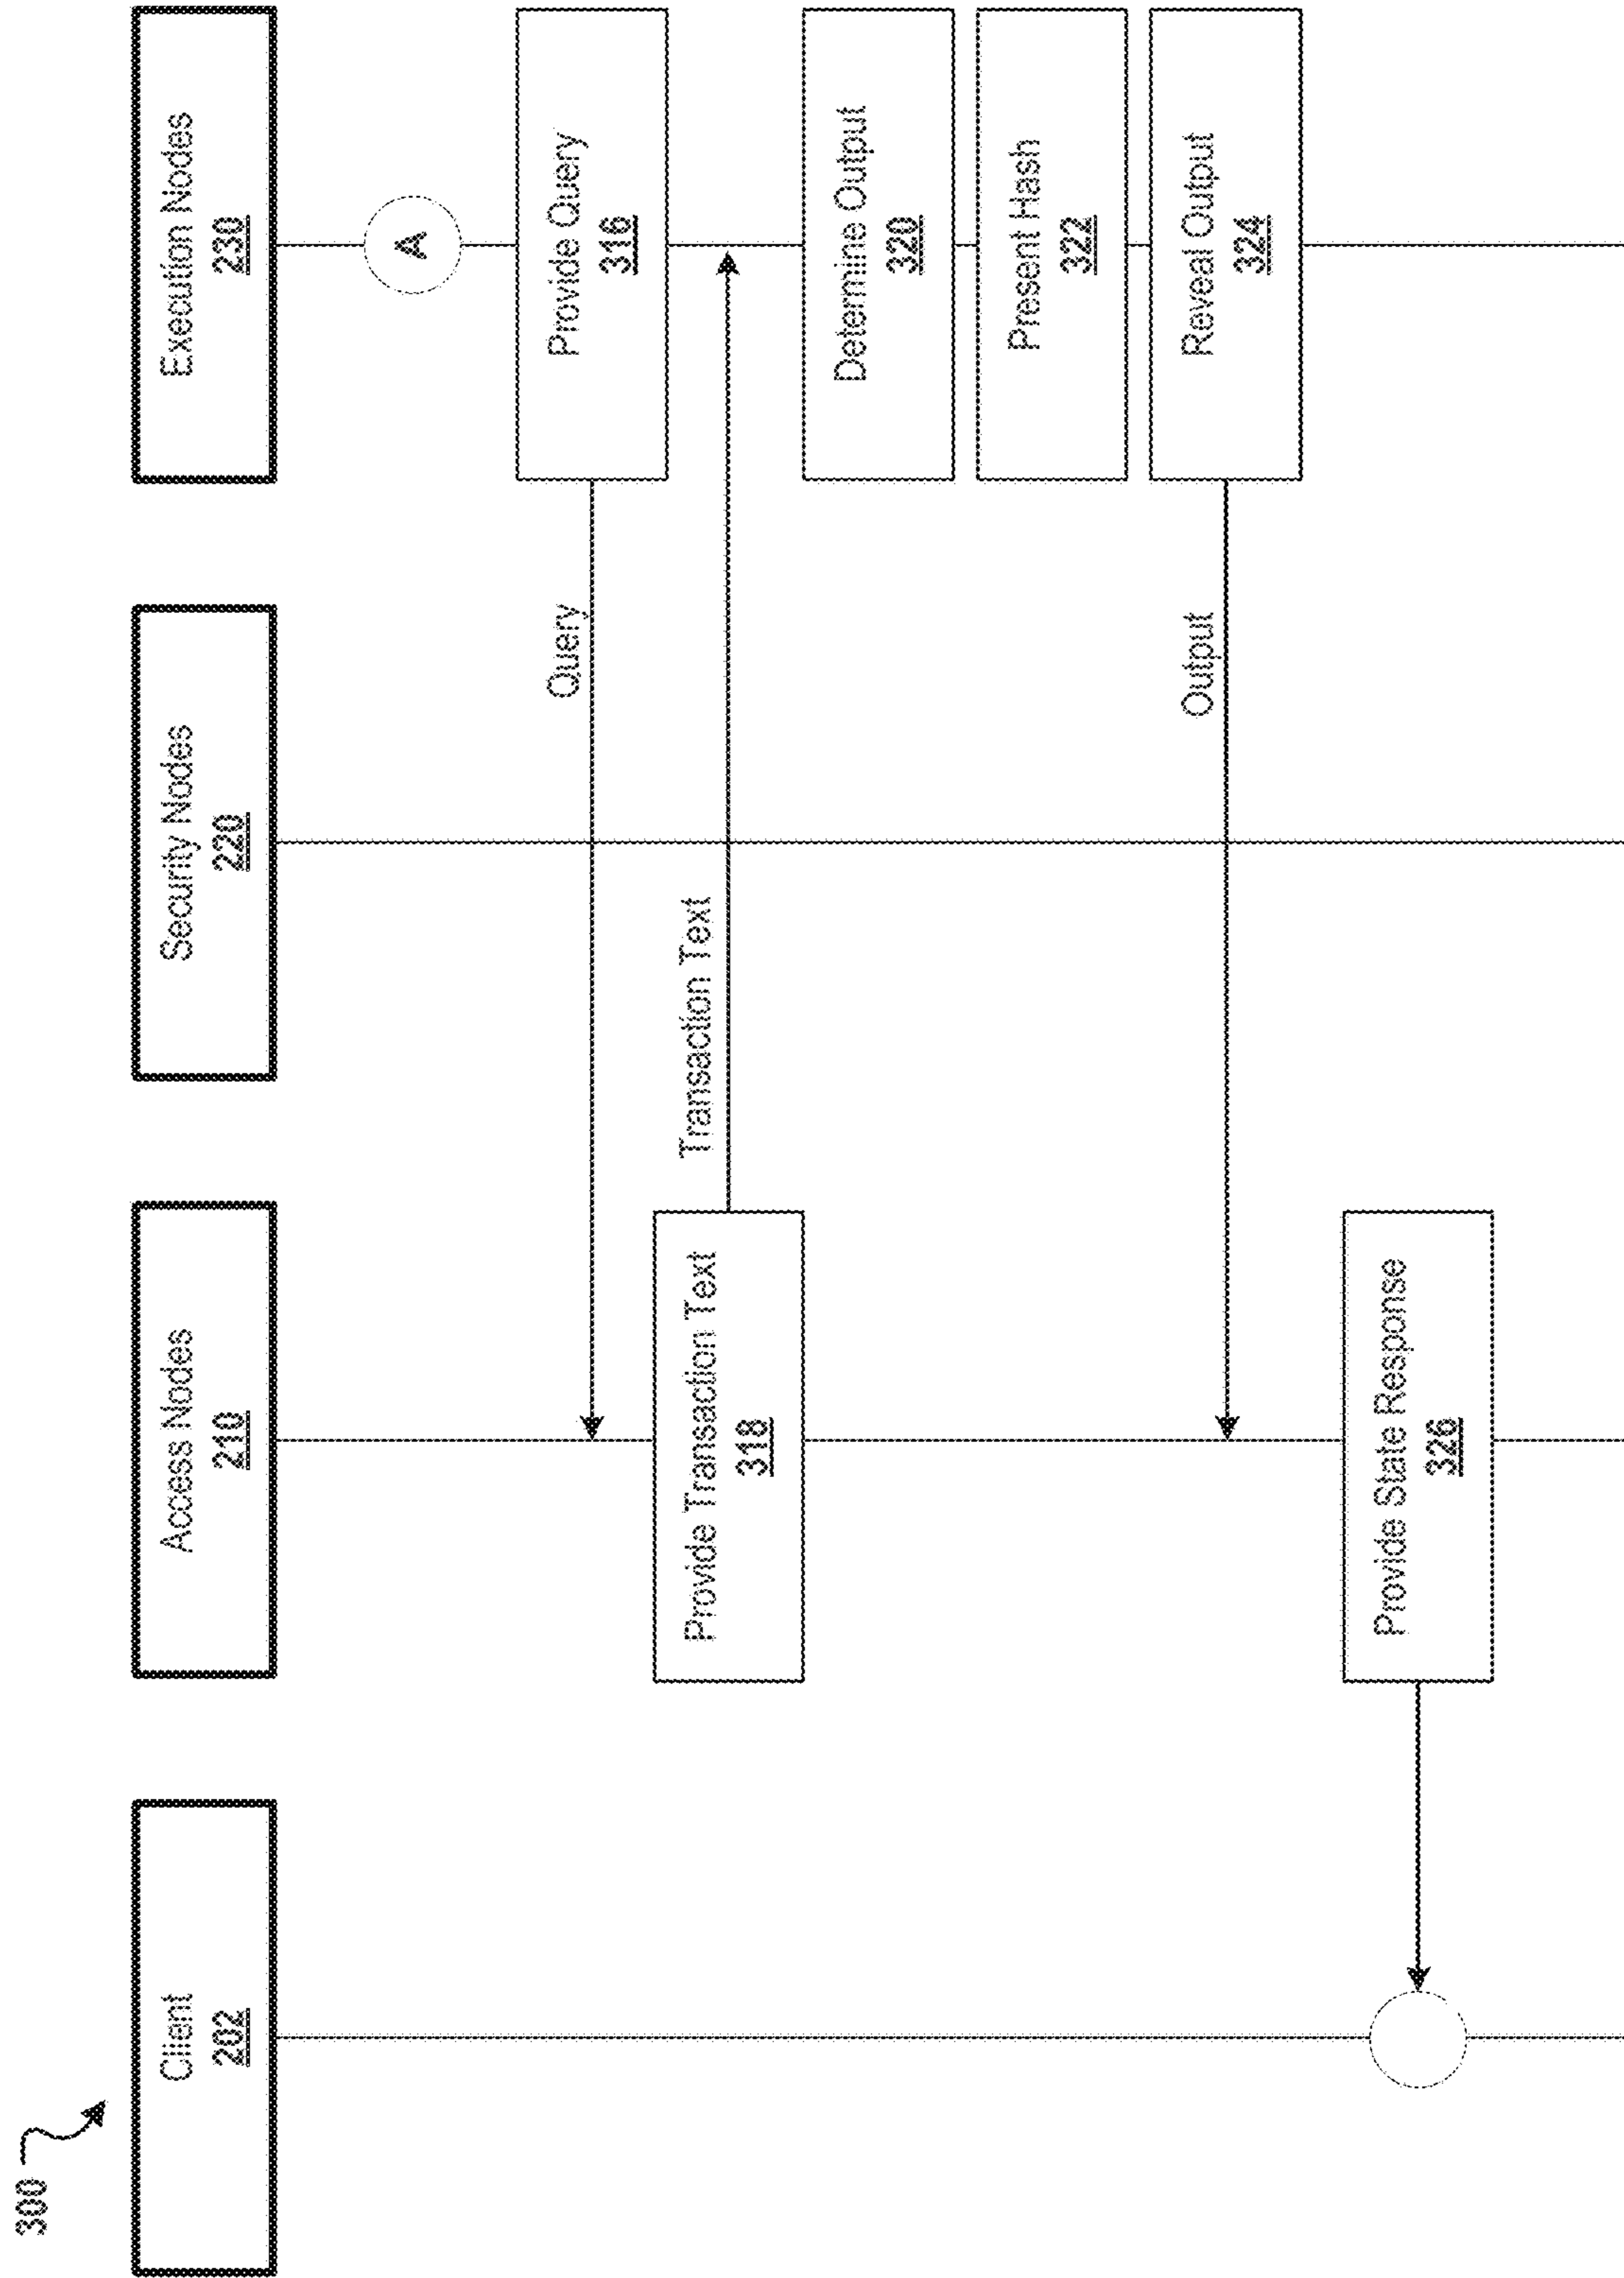 300
Client
202
Access Nodes
210
Security Nodes
220
Execution Nodes
230
A
Provide Query
316
Query
Provide Transaction Text
318
Transaction Text
Determine Output
320
Present Hash
322
Reveal Output
324
Output
Provide State Response
326